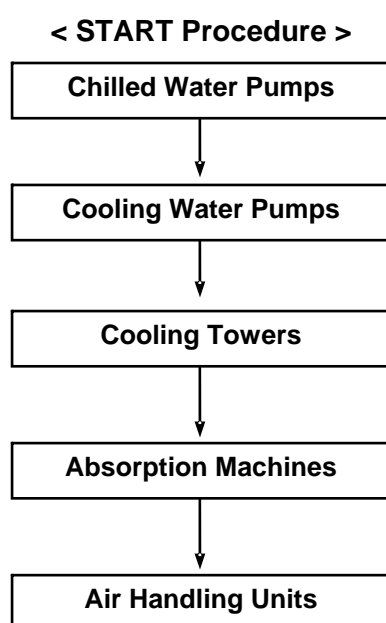 < START Procedure >
Chilled Water Pumps
Cooling Water Pumps
Cooling Towers
Absorption Machines
Air Handling Units